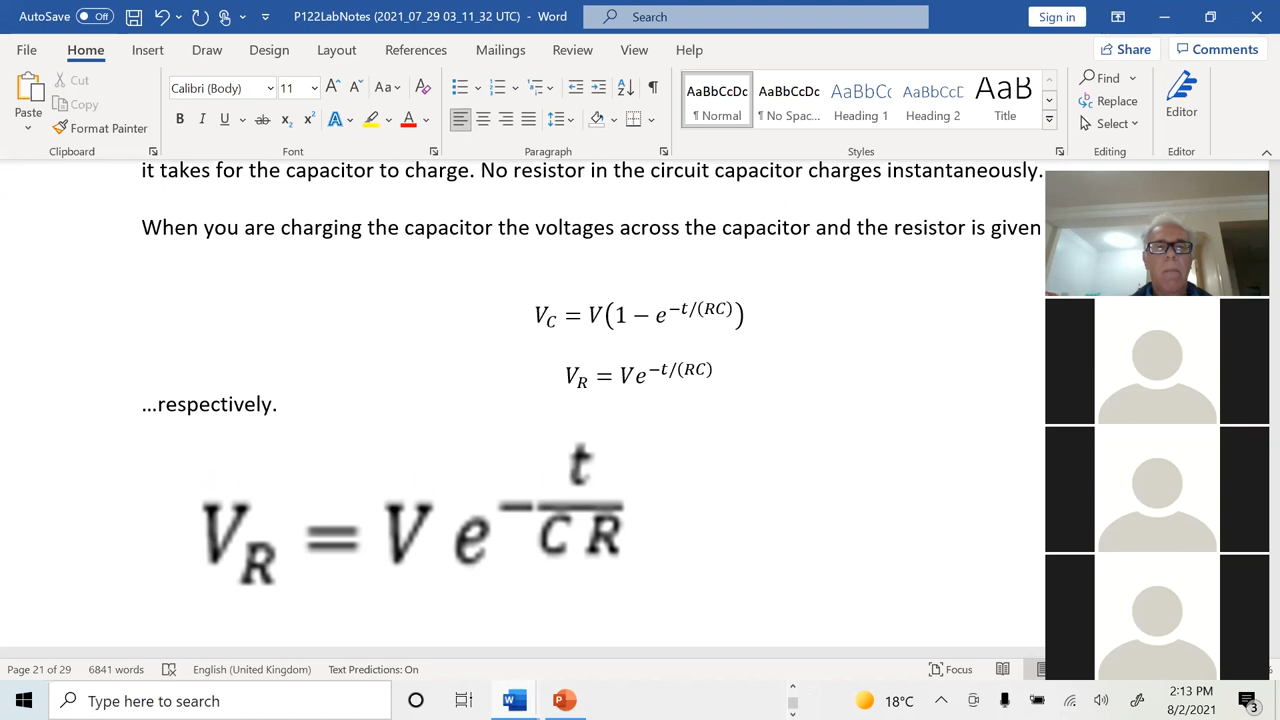 AutoSave Off P122LabNotes (2021_07_29 03_11_32 UTC) - Word Search Sign in
File Home Insert Draw Design Layout References Mailings Review View Help Share Comments
Paste Cut Copy Format Painter
Calibri (Body) 11 A^ A˅ Aa
B I U ab x₂ x² A A
AaBbCcDc AaBbCcDc AaBbCc AaBbCcD AaB
¶ Normal ¶ No Spac... Heading 1 Heading 2 Title
Find
Replace
Select
Editor
Clipboard Font Paragraph Styles Editing Editor
it takes for the capacitor to charge. No resistor in the circuit capacitor charges instantaneously.
When you are charging the capacitor the voltages across the capacitor and the resistor is given
V_C = V(1 − e^{−t/(RC)})
V_R = Ve^{−t/(RC)}
…respectively.
V_R = V e^{−t/(C R)}
Page 21 of 29 6841 words English (United Kingdom) Text Predictions: On Focus %
Type here to search 18°C 2:13 PM
8/2/2021 3